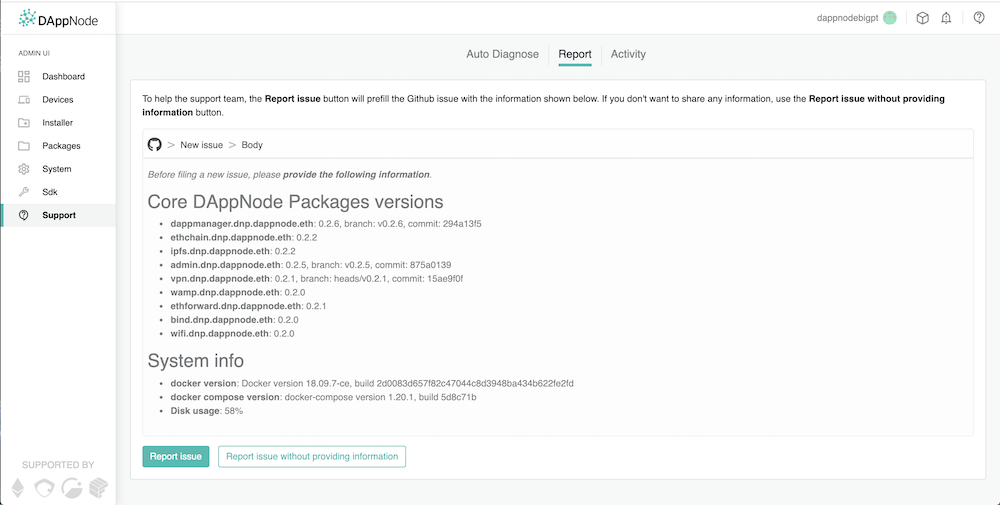 DAppNode
dappnodebigpt
ADMIN UI
Dashboard
Devices
Installer
Packages
System
Sdk
Support
SUPPORTED BY
Auto Diagnose
Report
Activity
To help the support team, the Report issue button will prefill the Github issue with the information shown below. If you don't want to share any information, use the Report issue without providing
information button.
> New issue > Body
Before filing a new issue, please provide the following information.
Core DAppNode Packages versions
• dappmanager.dnp.dappnode.eth: 0.2.6, branch: v0.2.6, commit: 294a13f5
• ethchain.dnp.dappnode.eth: 0.2.2
• ipfs.dnp.dappnode.eth: 0.2.2
• admin.dnp.dappnode.eth: 0.2.5, branch: v0.2.5, commit: 875a0139
• vpn.dnp.dappnode.eth: 0.2.1, branch: heads/v0.2.1, commit: 15ae9f0f
• wamp.dnp.dappnode.eth: 0.2.0
• ethforward.dnp.dappnode.eth: 0.2.1
• bind.dnp.dappnode.eth: 0.2.0
• wifi.dnp.dappnode.eth: 0.2.0
System info
• docker version: Docker version 18.09.7-ce, build 2d0083d657f82c47044c8d3948ba434b622fe2fd
• docker compose version: docker-compose version 1.20.1, build 5d8c71b
• Disk usage: 58%
Report issue
Report issue without providing information